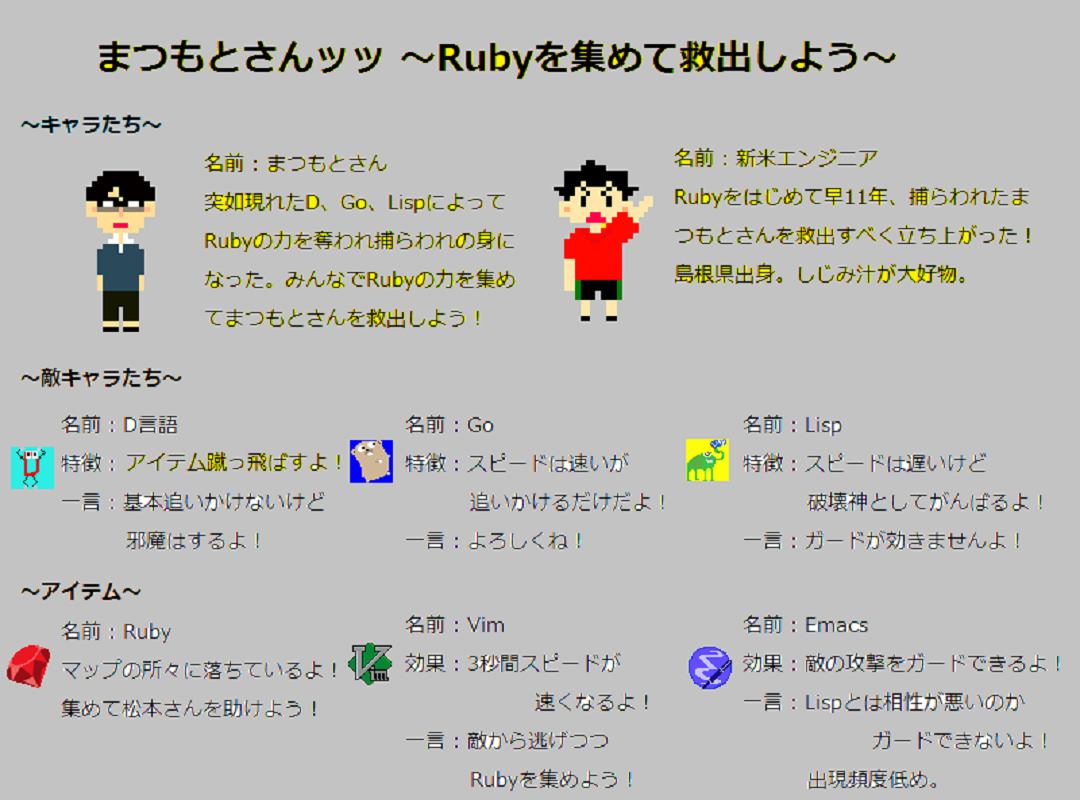 まつもとさんッッ ～Rubyを集めて救出しよう～
～キャラたち～
名前：まつもとさん
突如現れたD、Go、Lispによって
Rubyの力を奪われ捕らわれの身に
なった。みんなでRubyの力を集め
てまつもとさんを救出しよう！
名前：新米エンジニア
Rubyをはじめて早11年、捕らわれたま
つもとさんを救出すべく立ち上がった！
島根県出身。しじみ汁が大好物。
～敵キャラたち～
名前：D言語
特徴：アイテム蹴っ飛ばすよ！
一言：基本追いかけないけど
邪魔はするよ！
名前：Go
特徴：スピードは速いが
追いかけるだけだよ！
一言：よろしくね！
名前：Lisp
特徴：スピードは遅いけど
破壊神としてがんばるよ！
一言：ガードが効きませんよ！
～アイテム～
名前：Ruby
マップの所々に落ちているよ！
集めて松本さんを助けよう！
名前：Vim
効果：3秒間スピードが
速くなるよ！
一言：敵から逃げつつ
Rubyを集めよう！
名前：Emacs
効果：敵の攻撃をガードできるよ！
一言：Lispとは相性が悪いのか
ガードできないよ！
出現頻度低め。
Vim